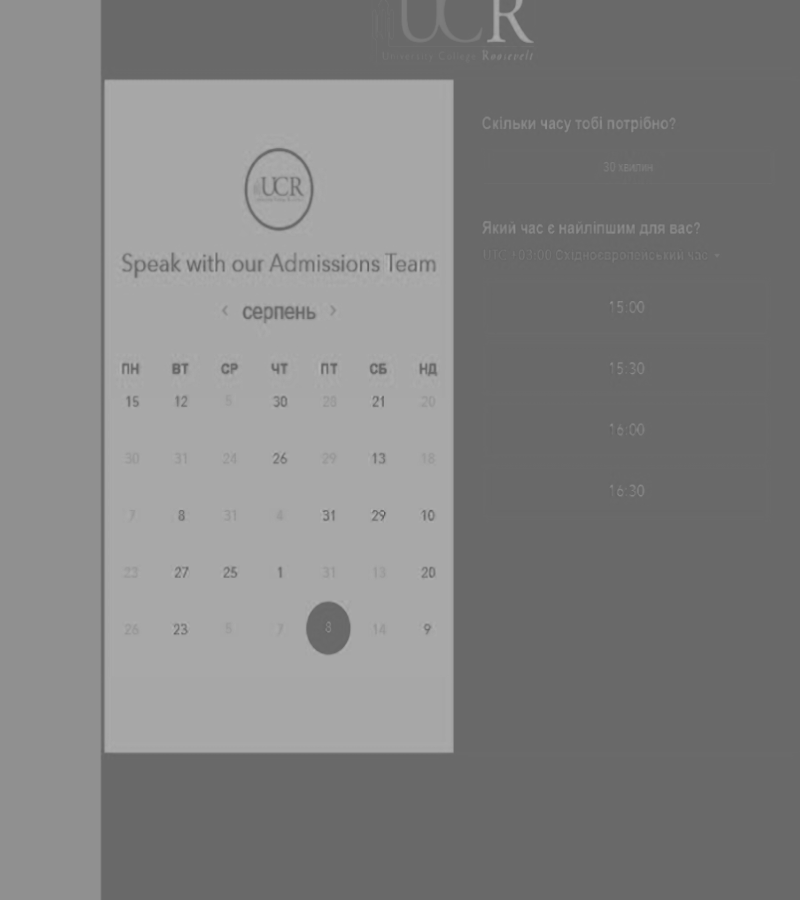 UCR
University College Roosevelt
UCR
Speak with our Admissions Team
‹ серпень ›
ПН ВТ СР ЧТ ПТ СБ НД
15 12 5 30 28 21 20
30 31 24 26 29 13 18
7 8 31 4 31 29 10
23 27 25 1 31 13 20
26 23 5 7 8 14 9
Скільки часу тобі потрібно?
30 хвилин
Який час є найліпшим для вас?
UTC +03:00 Східноєвропейський час
15:00
15:30
16:00
16:30